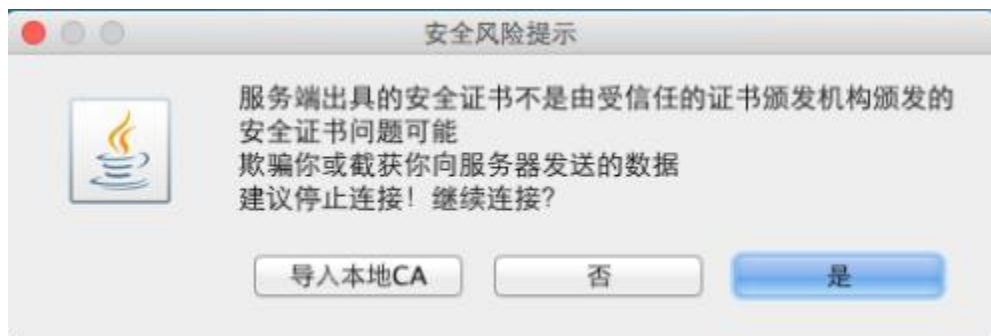 安全风险提示
服务端出具的安全证书不是由受信任的证书颁发机构颁发的
安全证书问题可能
欺骗你或截获你向服务器发送的数据
建议停止连接！继续连接？
导入本地CA 否 是